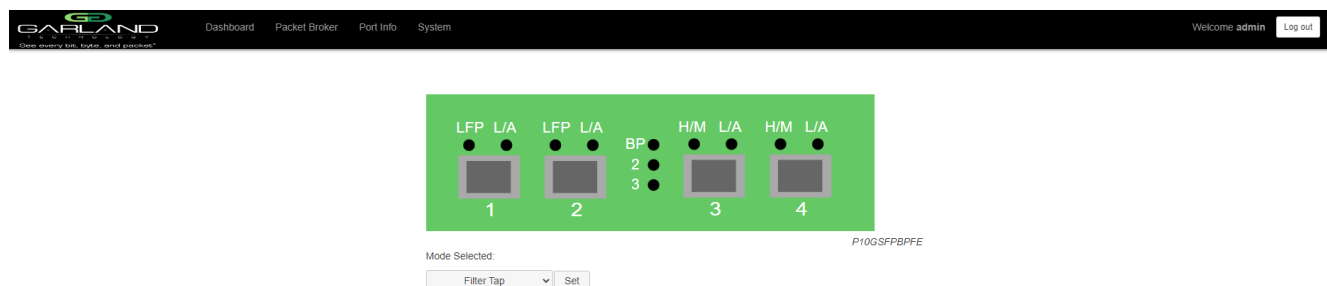 GARLAND
TECHNOLOGY
See every bit, byte, and packet®
Dashboard Packet Broker Port Info System
Welcome admin Log out
LFP L/A LFP L/A BP H/M L/A H/M L/A
2
3
1 2 3 4
P10GSFPBPFE
Mode Selected:
Filter Tap Set